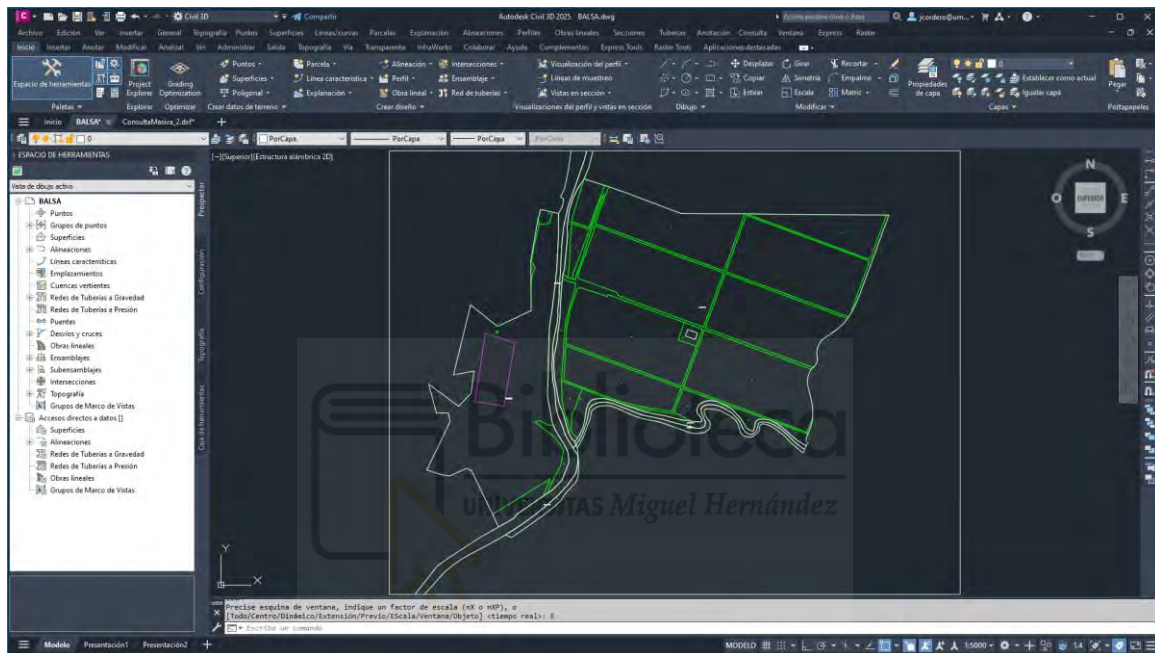 Civil 3D
Compartir
Autodesk Civil 3D 2025 BALSA.dwg
jcordero@um...
Archivo Edición Ver Insertar General Topografía Puntos Superficies Líneas/curvas Parcelas Explanación Alineaciones Perfiles Obras lineales Secciones Tuberías Anotación Consulta Ventana Express Raster
Inicio Insertar Anotar Modificar Analizar Ver Administrar Salida Topografía Vía Transparente InfraWorks Colaborar Ayuda Complementos Express Tools Raster Tools Aplicaciones destacadas
Espacio de herramientas
Project Explorer
Grading Optimization
Puntos
Superficies
Poligonal
Parcela
Línea característica
Explanación
Alineación
Perfil
Obra lineal
Intersecciones
Ensamblaje
Red de tuberías
Visualización del perfil
Líneas de muestreo
Vistas en sección
Desplazar
Copiar
Estirar
Girar
Simetría
Escala
Recortar
Empalme
Matriz
Propiedades de capa
0
Establecer como actual
Igualar capa
Pegar
Paletas
Explorar
Optimizar
Crear datos de terreno
Crear diseño
Visualizaciones del perfil y vistas en sección
Dibujo
Modificar
Capas
Portapapeles
Inicio BALSA* ConsultaMasiva_2.dxf*
0
PorCapa
PorCapa
PorCapa
PorColor
ESPACIO DE HERRAMIENTAS
Vista de dibujo activo
BALSA
Puntos
Grupos de puntos
Superficies
Alineaciones
Líneas características
Emplazamientos
Cuencas vertientes
Redes de Tuberías a Gravedad
Redes de Tuberías a Presión
Puentes
Desvíos y cruces
Obras lineales
Ensamblajes
Subensamblajes
Intersecciones
Topografía
Grupos de Marco de Vistas
Accesos directos a datos []
Superficies
Alineaciones
Redes de Tuberías a Gravedad
Redes de Tuberías a Presión
Obras lineales
Grupos de Marco de Vistas
Prospector
Configuración
Topografía
Caja de herramientas
[-][Superior][Estructura alámbrica 2D]
N
O SUPERIOR E
S
Biblioteca
UNIVERSITAS Miguel Hernández
Y
X
Precise esquina de ventana, indique un factor de escala (nX o nXP), o
[Todo/Centro/Dinámico/Extensión/Previo/EScala/Ventana/Objeto] <tiempo real>: E
Escriba un comando
Modelo Presentación1 Presentación2
MODELO
1:5000
1.4